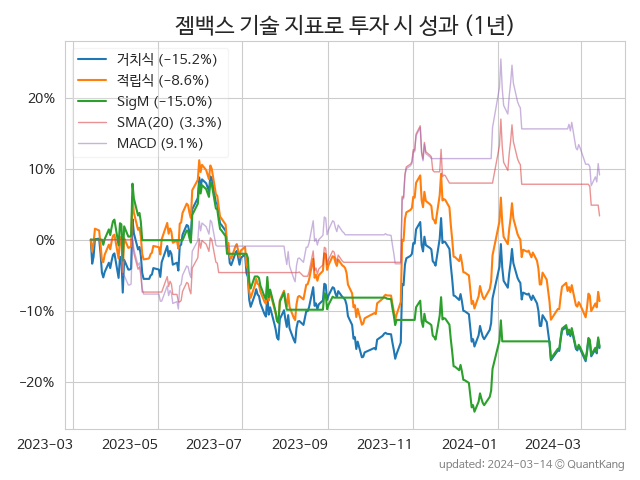 젬백스 기술 지표로 투자 시 성과 (1년)
거치식 (−15.2%)
적립식 (−8.6%)
SigM (−15.0%)
SMA(20) (3.3%)
MACD (9.1%)
20%
10%
0%
−10%
−20%
2023-03 2023-05 2023-07 2023-09 2023-11 2024-01 2024-03
updated: 2024-03-14 © QuantKang